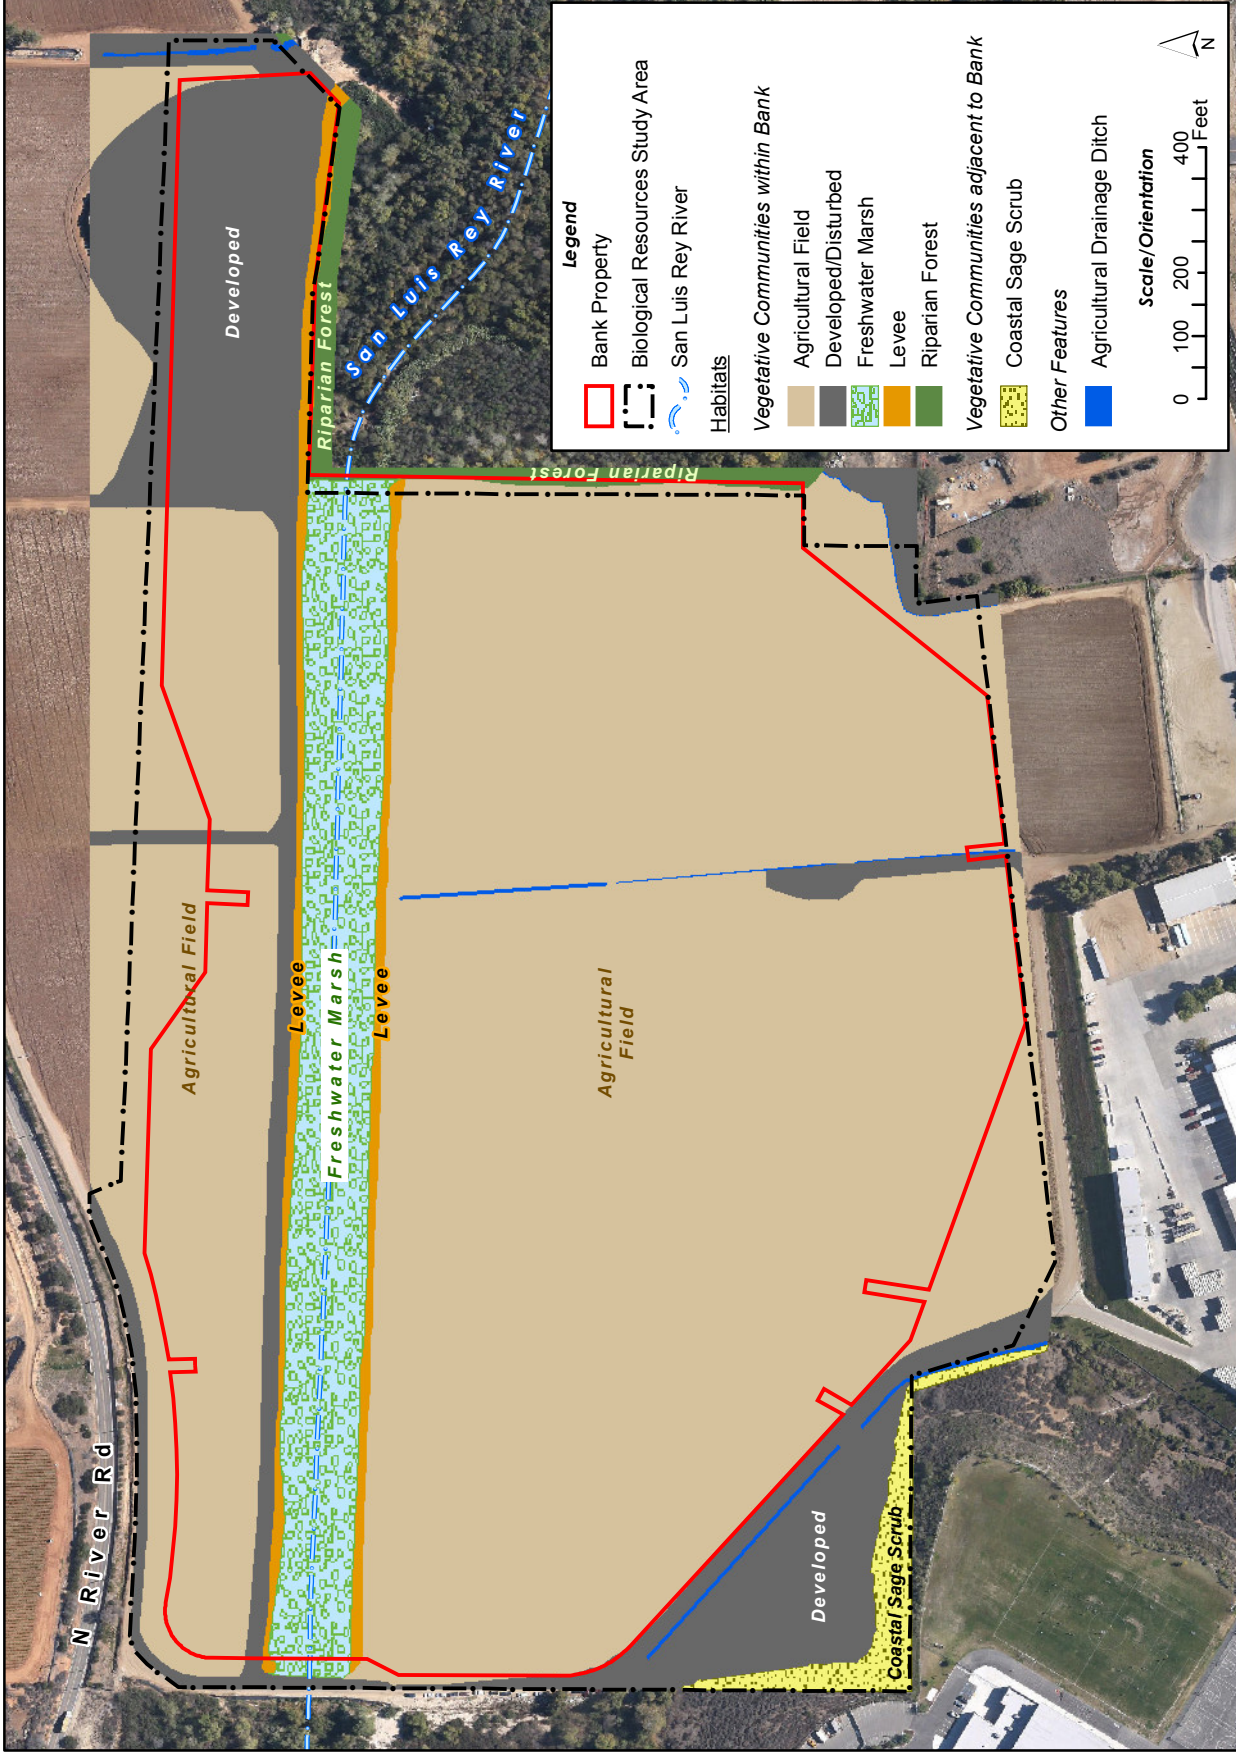 N River Rd
Agricultural Field
Developed
Levee
Freshwater Marsh
Levee
Riparian Forest
San Luis Rey River
Riparian Forest
Agricultural
Field
Developed
Coastal Sage Scrub
Legend
Bank Property
Biological Resources Study Area
San Luis Rey River
Habitats
Vegetative Communities within Bank
Agricultural Field
Developed/Disturbed
Freshwater Marsh
Levee
Riparian Forest
Vegetative Communities adjacent to Bank
Coastal Sage Scrub
Other Features
Agricultural Drainage Ditch
Scale/Orientation
0 100 200 400
Feet
N